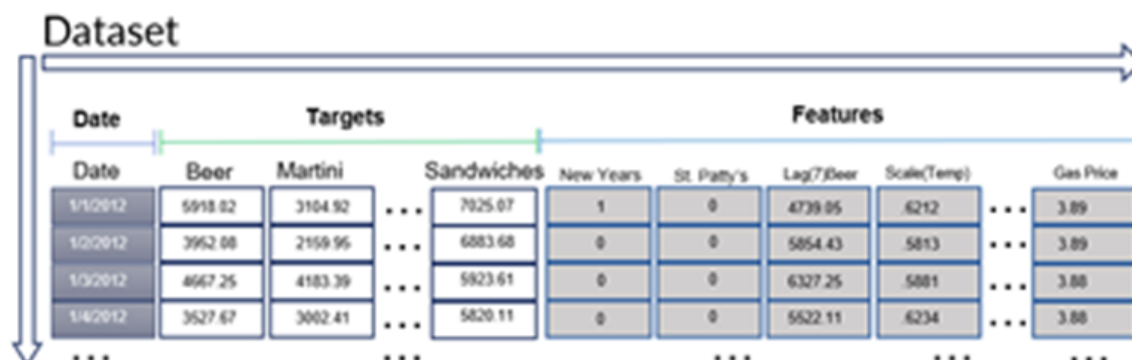 Dataset
Date Targets Features
Date Beer Martini Sandwiches New Years St. Patty's Lag(7)Beer Scale(Temp) Gas Price
1/1/2012 5918.02 3104.92 ... 7025.07 1 0 4739.05 .6212 ... 3.89
1/2/2012 3952.08 2159.95 ... 6883.68 0 0 5854.43 .5813 ... 3.89
1/3/2012 4667.25 4183.39 ... 5923.61 0 0 6327.25 .5881 ... 3.88
1/4/2012 3527.67 3002.41 ... 5820.11 0 0 5522.11 .6234 ... 3.88
... ... ... ... ...